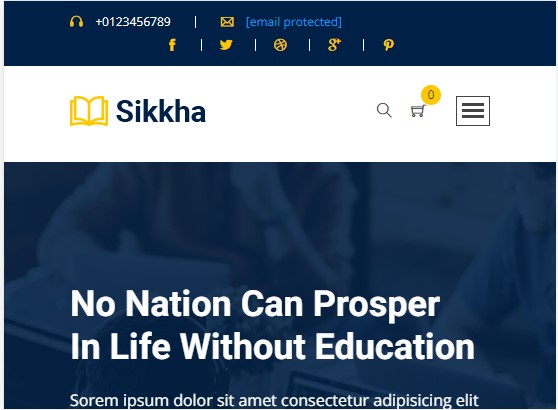 +0123456789 | [email protected]
Sikkha
0
No Nation Can Prosper
In Life Without Education
Sorem ipsum dolor sit amet consectetur adipisicing elit